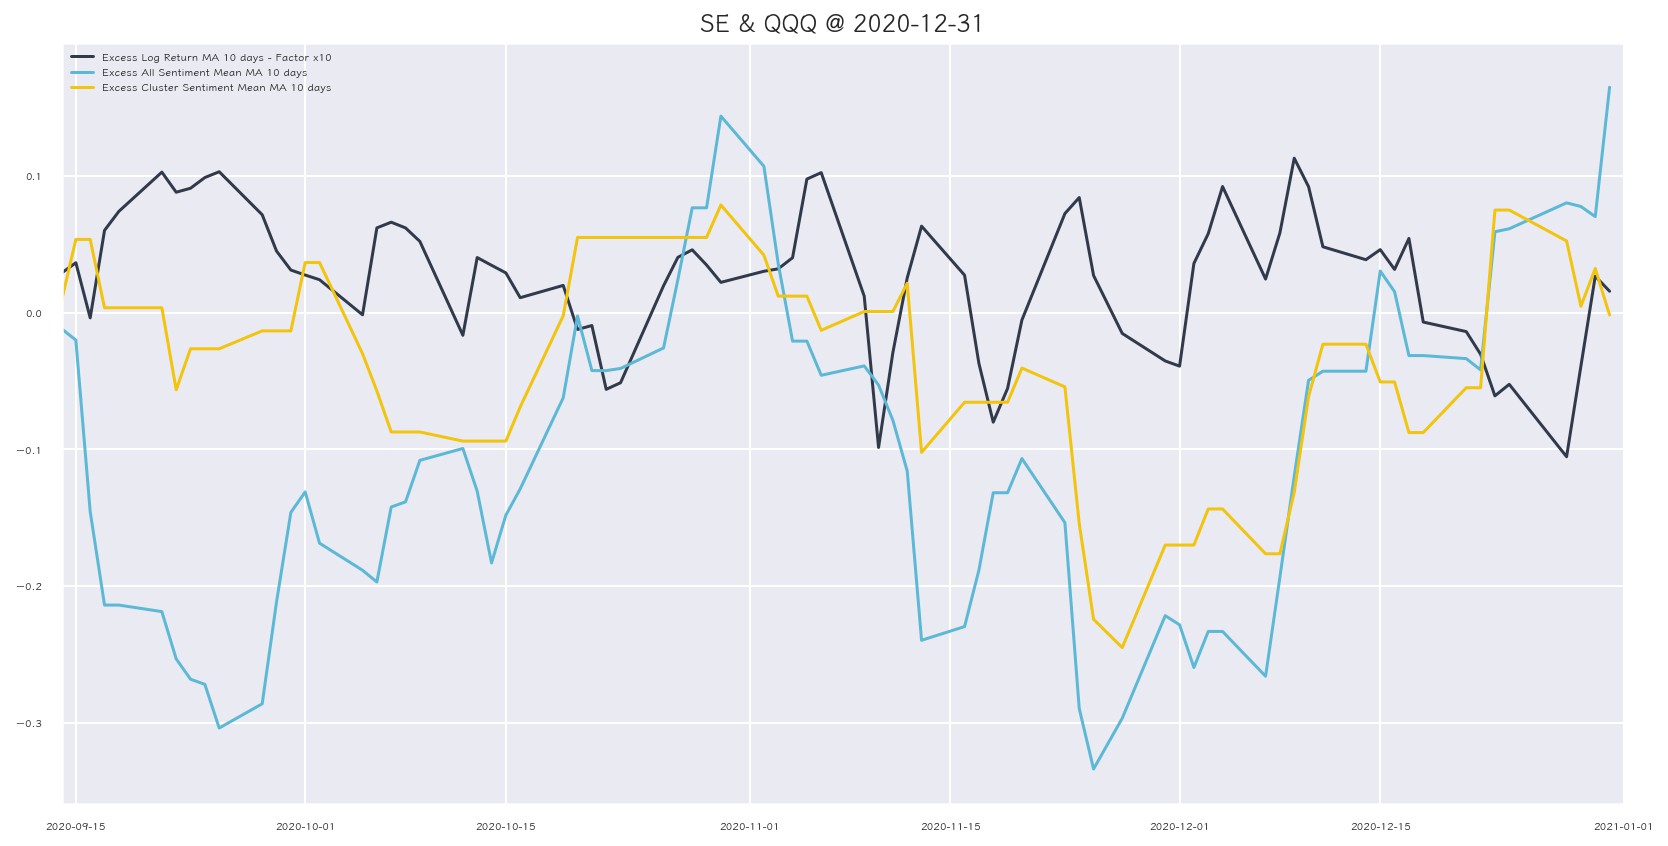 SE & QQQ @ 2020-12-31
Excess Log Return MA 10 days - Factor x10
Excess All Sentiment Mean MA 10 days
Excess Cluster Sentiment Mean MA 10 days
0.1
0.0
−0.1
−0.2
−0.3
2020-09-15 2020-10-01 2020-10-15 2020-11-01 2020-11-15 2020-12-01 2020-12-15 2021-01-01